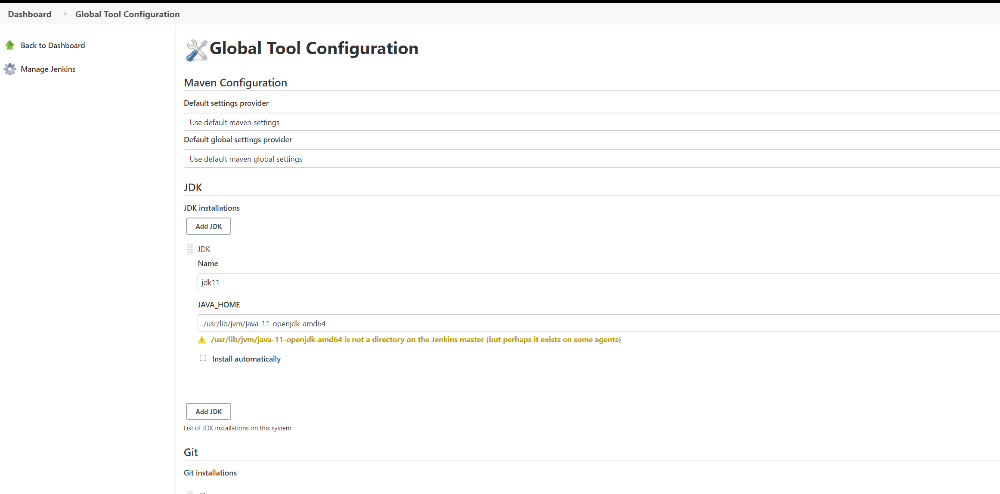 Dashboard
Global Tool Configuration
Back to Dashboard
Manage Jenkins
Global Tool Configuration
Maven Configuration
Default settings provider
Use default maven settings
Default global settings provider
Use default maven global settings
JDK
JDK installations
Add JDK
JDK
Name
jdk11
JAVA_HOME
/usr/lib/jvm/java-11-openjdk-amd64
/usr/lib/jvm/java-11-openjdk-amd64 is not a directory on the Jenkins master (but perhaps it exists on some agents)
Install automatically
Add JDK
List of JDK installations on this system
Git
Git installations